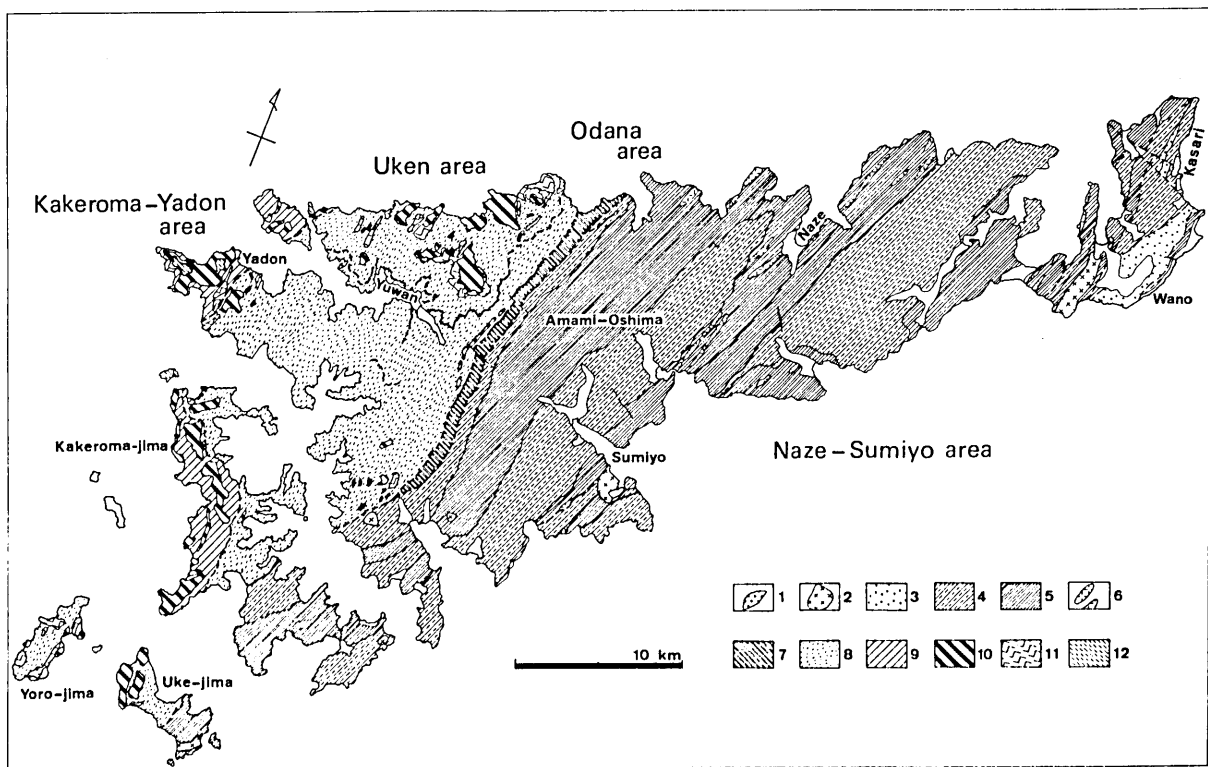 Odana
area
Uken area
Kakeroma-Yadon
area
Kasari
Yadon
Naze
Yuwan
Wano
Amami-Oshima
Kakeroma-jima
Sumiyo
Naze-Sumiyo area
1 2 3 4 5 6
10 km
7 8 9 10 11 12
Uke-jima
Yoro-jima